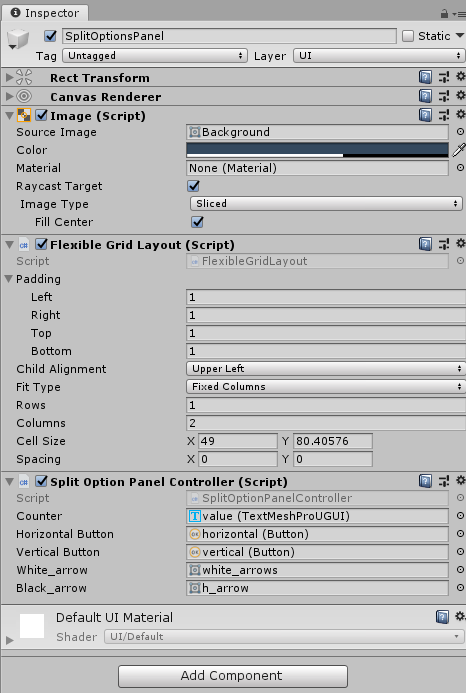 Inspector
SplitOptionsPanel Static
Tag Untagged Layer UI
Rect Transform
Canvas Renderer
Image (Script)
Source Image Background
Color
Material None (Material)
Raycast Target
Image Type Sliced
Fill Center
Flexible Grid Layout (Script)
Script FlexibleGridLayout
Padding
Left 1
Right 1
Top 1
Bottom 1
Child Alignment Upper Left
Fit Type Fixed Columns
Rows 1
Columns 2
Cell Size X 49 Y 80.40576
Spacing X 0 Y 0
Split Option Panel Controller (Script)
Script SplitOptionPanelController
Counter value (TextMeshProUGUI)
Horizontal Button horizontal (Button)
Vertical Button vertical (Button)
White_arrow white_arrows
Black_arrow h_arrow
Default UI Material
Shader UI/Default
Add Component